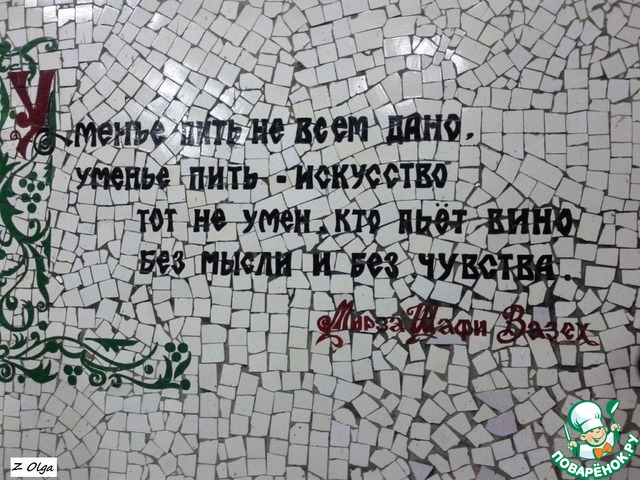 Уменье пить не всем дано,
уменье пить - искусство
тот не умен, кто пьёт вино
без мысли и без чувства.
Мирза Шафи Вазех
Z Olga
ПОВАРЁНОК.РУ